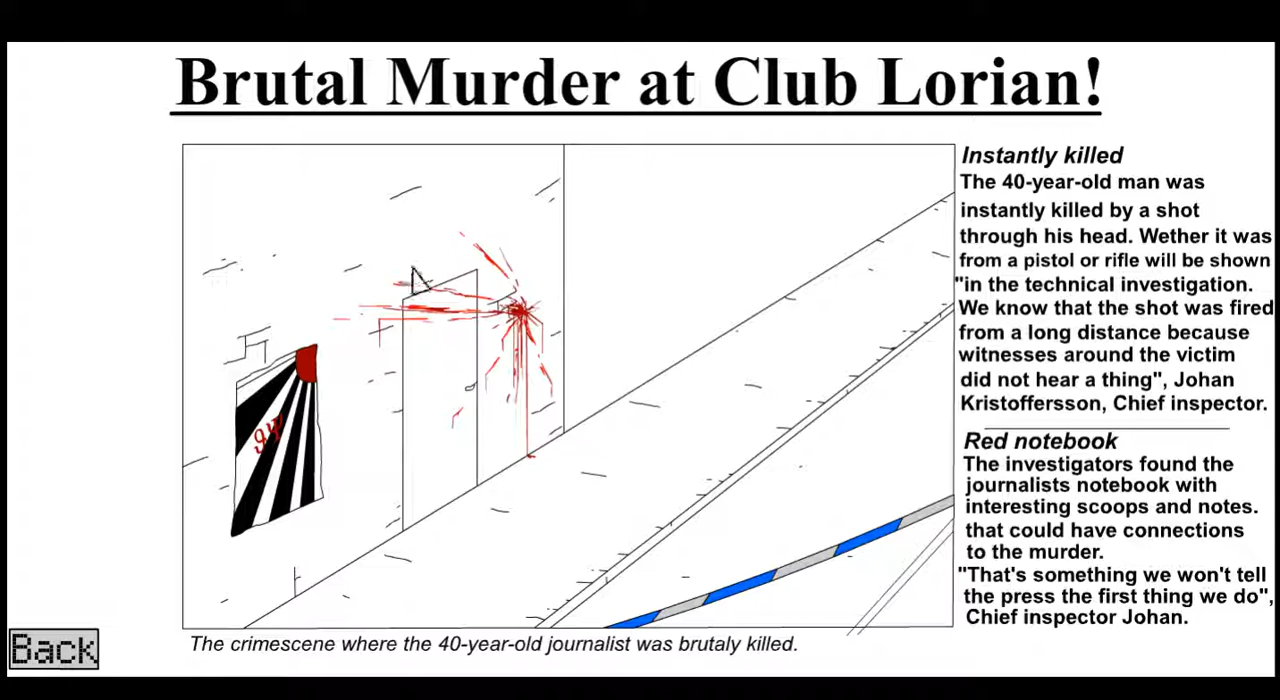 Brutal Murder at Club Lorian!
Instantly killed
The 40-year-old man was
instantly killed by a shot
through his head. Wether it was
from a pistol or rifle will be shown
"in the technical investigation.
We know that the shot was fired
from a long distance because
witnesses around the victim
did not hear a thing", Johan
Kristoffersson, Chief inspector.
Red notebook
The investigators found the
journalists notebook with
interesting scoops and notes.
that could have connections
to the murder.
"That's something we won't tell
the press the first thing we do",
Chief inspector Johan.
The crimescene where the 40-year-old journalist was brutaly killed.
Back